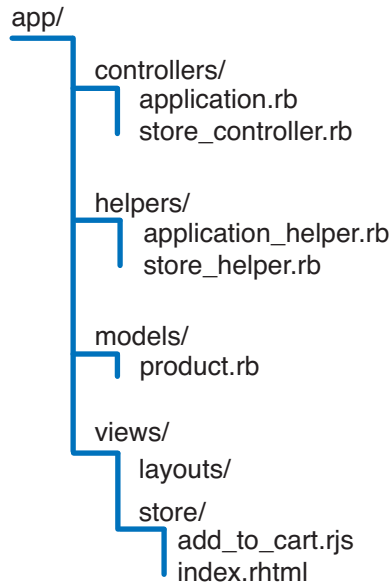 app/
controllers/
application.rb
store_controller.rb
helpers/
application_helper.rb
store_helper.rb
models/
product.rb
views/
layouts/
store/
add_to_cart.rjs
index.rhtml